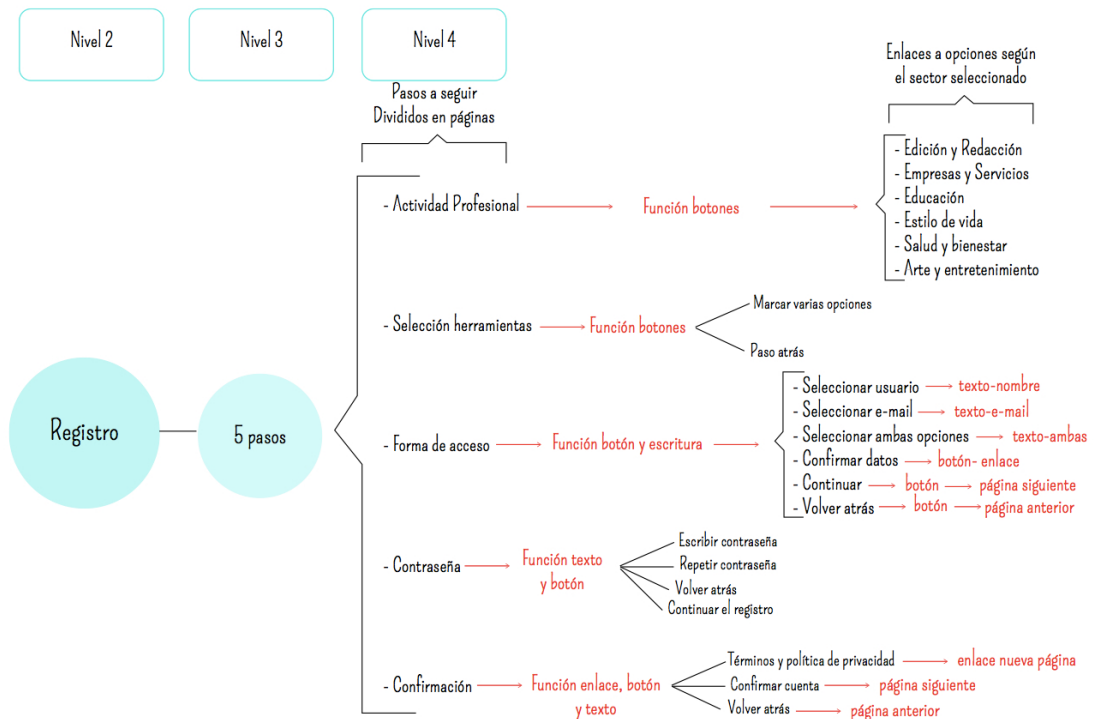 Nivel 2
Nivel 3
Nivel 4
Pasos a seguir
Divididos en páginas
Enlaces a opciones según
el sector seleccionado
Registro
5 pasos
- Actividad Profesional
Función botones
- Edición y Redacción
- Empresas y Servicios
- Educación
- Estilo de vida
- Salud y bienestar
- Arte y entretenimiento
- Selección herramientas
Función botones
Marcar varias opciones
Paso atrás
- Forma de acceso
Función botón y escritura
- Seleccionar usuario
texto-nombre
- Seleccionar e-mail
texto-e-mail
- Seleccionar ambas opciones
texto-ambas
- Confirmar datos
botón- enlace
- Continuar
botón
página siguiente
- Volver atrás
botón
página anterior
- Contraseña
Función texto
y botón
Escribir contraseña
Repetir contraseña
Volver atrás
Continuar el registro
- Confirmación
Función enlace, botón
y texto
Términos y política de privacidad
enlace nueva página
Confirmar cuenta
página siguiente
Volver atrás
página anterior